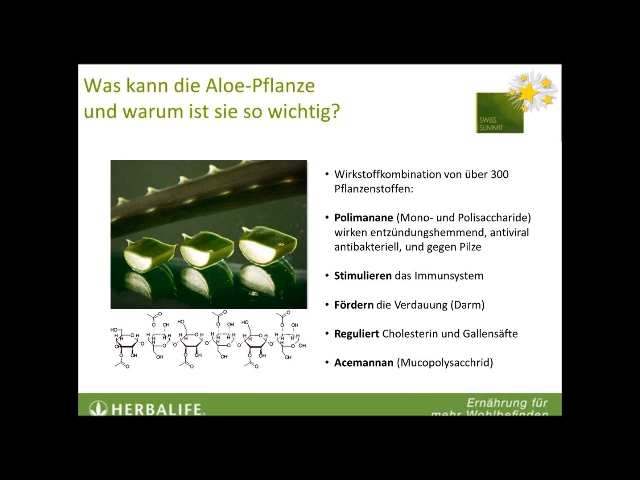 Was kann die Aloe-Pflanze
und warum ist sie so wichtig?
SWISS
SUMMIT
• Wirkstoffkombination von über 300
Pflanzenstoffen:
• Polimanane (Mono- und Polisaccharide)
wirken entzündungshemmend, antiviral
antibakteriell, und gegen Pilze
• Stimulieren das Immunsystem
• Fördern die Verdauung (Darm)
• Reguliert Cholesterin und Gallensäfte
• Acemannan (Mucopolysacchrid)
HERBALIFE.
Ernährung für
mehr Wohlbefinden